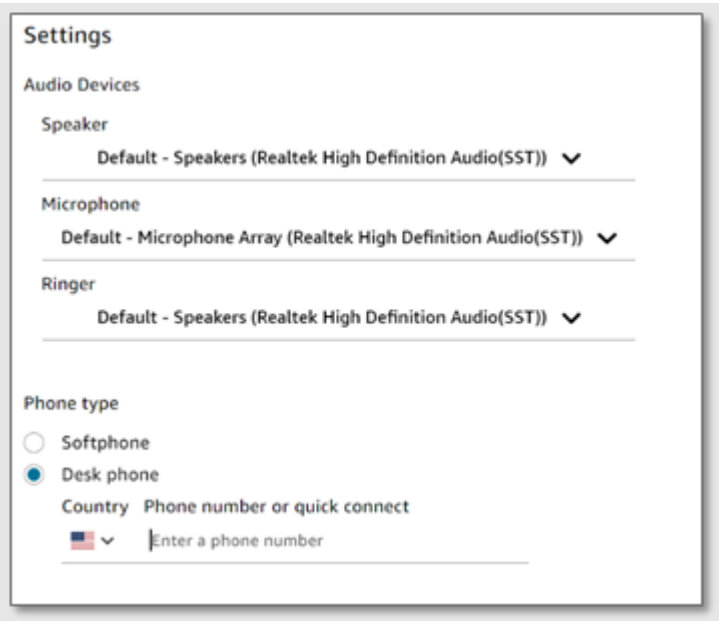 Settings
Audio Devices
Speaker
Default - Speakers (Realtek High Definition Audio(SST))
Microphone
Default - Microphone Array (Realtek High Definition Audio(SST))
Ringer
Default - Speakers (Realtek High Definition Audio(SST))
Phone type
Softphone
Desk phone
Country Phone number or quick connect
Enter a phone number